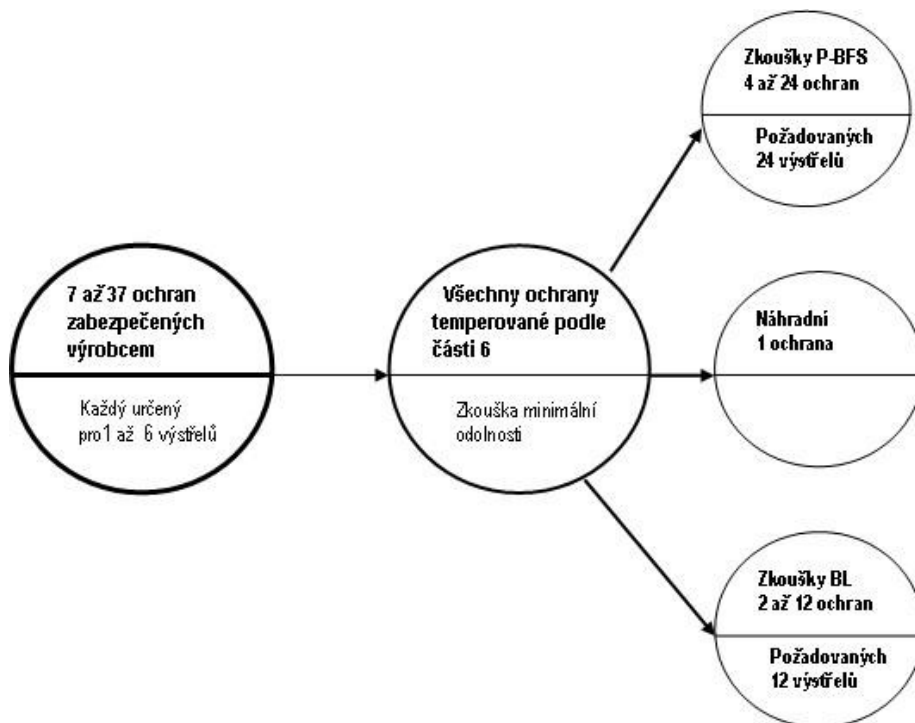 7 až 37 ochran
zabezpečených
výrobcem
Každý určený
pro1 až 6 výstřelů
Všechny ochrany
temperované podle
části 6
Zkouška minimální
odolnosti
Zkoušky P-BFS
4 až 24 ochran
Požadovaných
24 výstřelů
Náhradní
1 ochrana
Zkoušky BL
2 až 12 ochran
Požadovaných
12 výstřelů